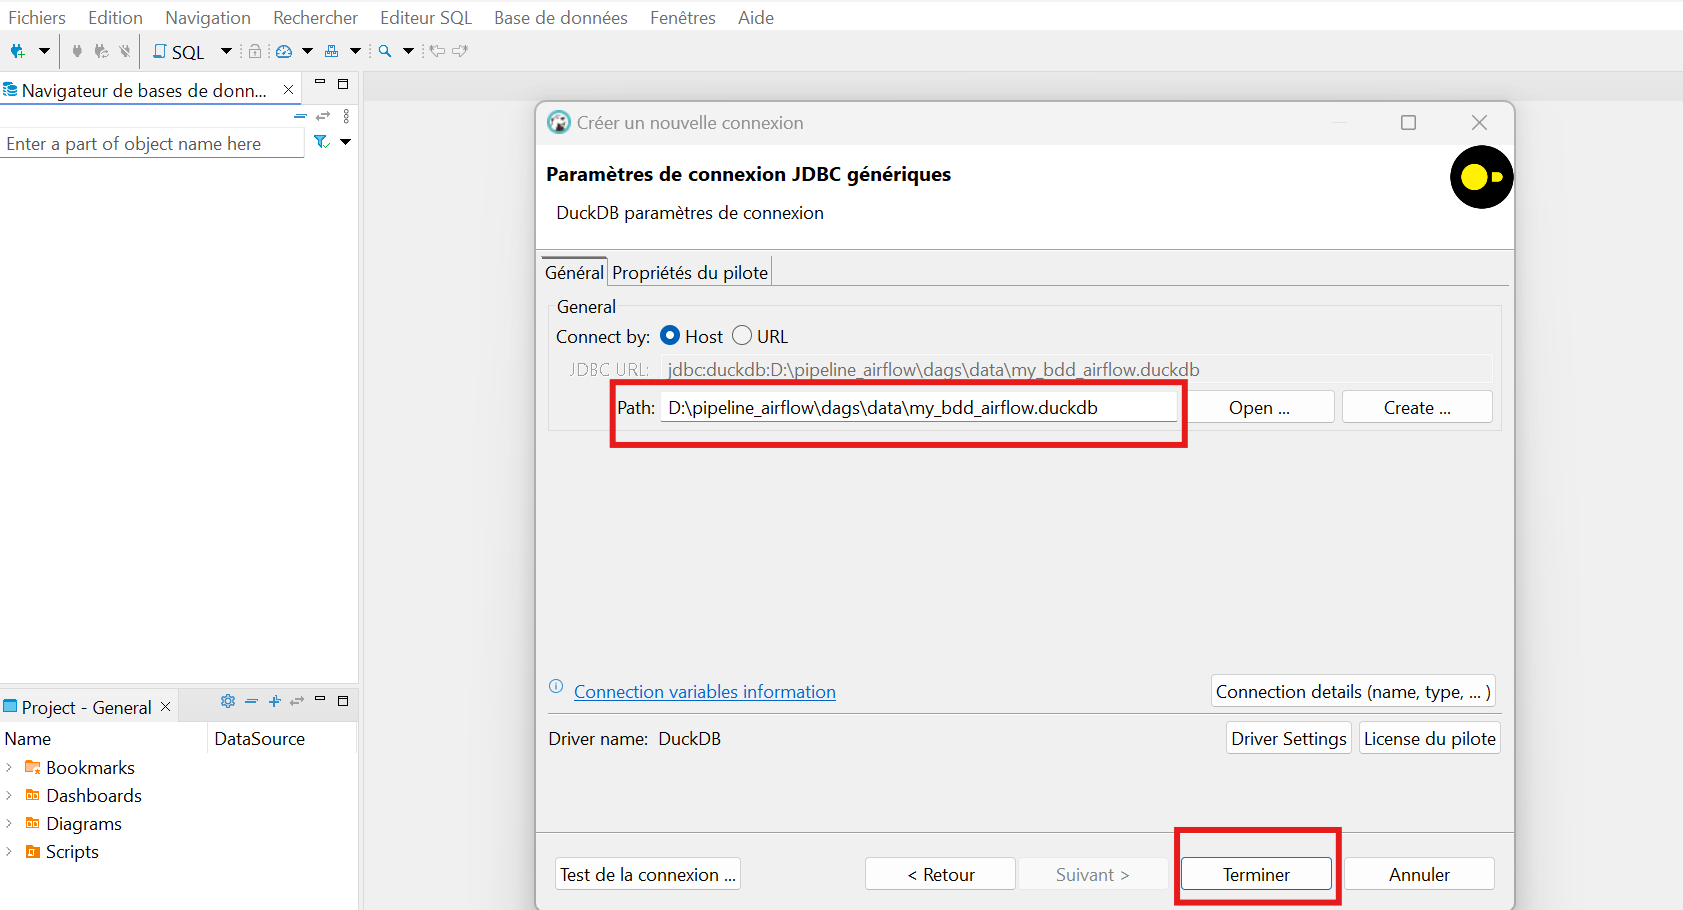 Fichiers Edition Navigation Rechercher Editeur SQL Base de données Fenêtres Aide
SQL
Navigateur de bases de donn...
Enter a part of object name here
Créer un nouvelle connexion
Paramètres de connexion JDBC génériques
DuckDB paramètres de connexion
Général Propriétés du pilote
General
Connect by: Host URL
JDBC URL: jdbc:duckdb:D:\pipeline_airflow\dags\data\my_bdd_airflow.duckdb
Path: D:\pipeline_airflow\dags\data\my_bdd_airflow.duckdb Open ... Create ...
Connection variables information Connection details (name, type, ... )
Driver name: DuckDB Driver Settings License du pilote
Test de la connexion ... < Retour Suivant > Terminer Annuler
Project - General
Name DataSource
Bookmarks
Dashboards
Diagrams
Scripts